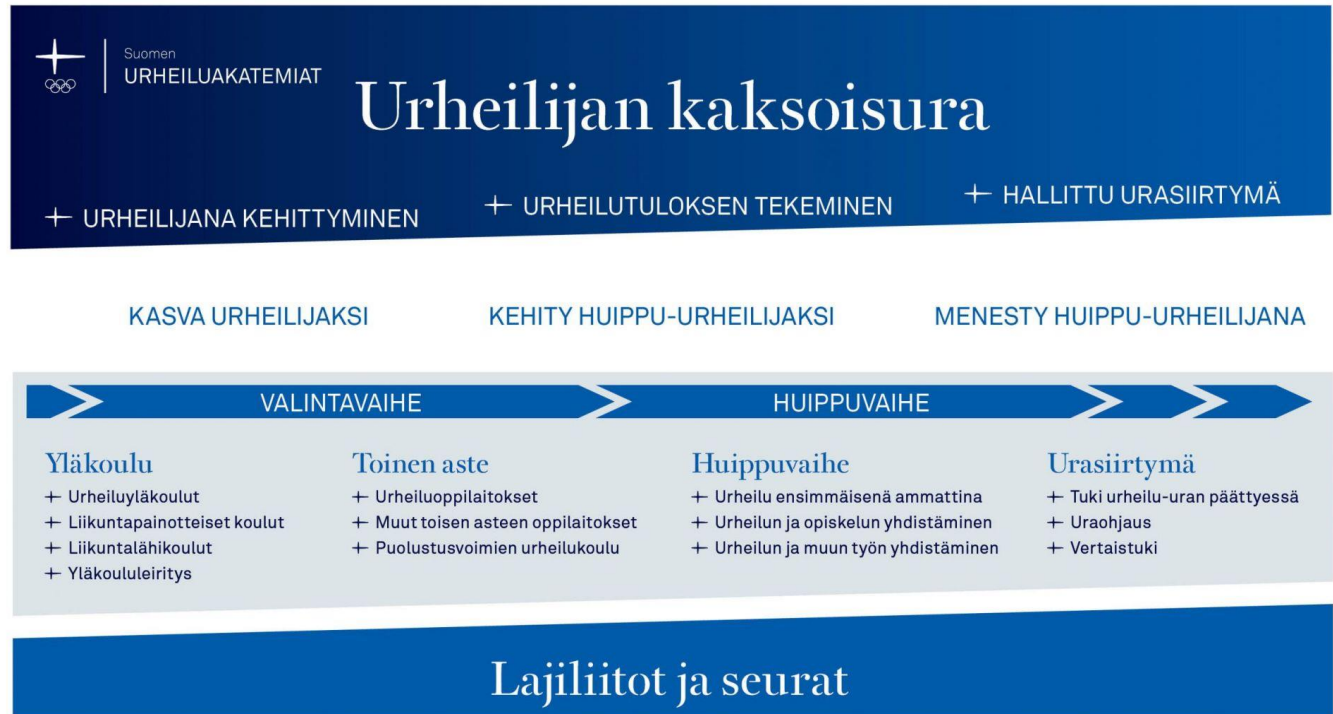 Suomen
URHEILUAKATEMIAT
Urheilijan kaksoisura
URHEILIJANA KEHITTYMINEN
URHEILUTULOKSEN TEKEMINEN
HALLITTU URASIIRTYMÄ
KASVA URHEILIJAKSI
KEHITY HUIPPU-URHEILIJAKSI
MENESTY HUIPPU-URHEILIJANA
VALINTAVAIHE
HUIPPUVAIHE
Yläkoulu
Urheiluyläkoulut
Liikuntapainotteiset koulut
Liikuntalähikoulut
Yläkoululeiritys
Toinen aste
Urheiluoppilaitokset
Muut toisen asteen oppilaitokset
Puolustusvoimien urheilukoulu
Huippuvaihe
Urheilu ensimmäisenä ammattina
Urheilun ja opiskelun yhdistäminen
Urheilun ja muun työn yhdistäminen
Urasiirtymä
Tuki urheilu-uran päättyessä
Uraohjaus
Vertaistuki
Lajiliitot ja seurat